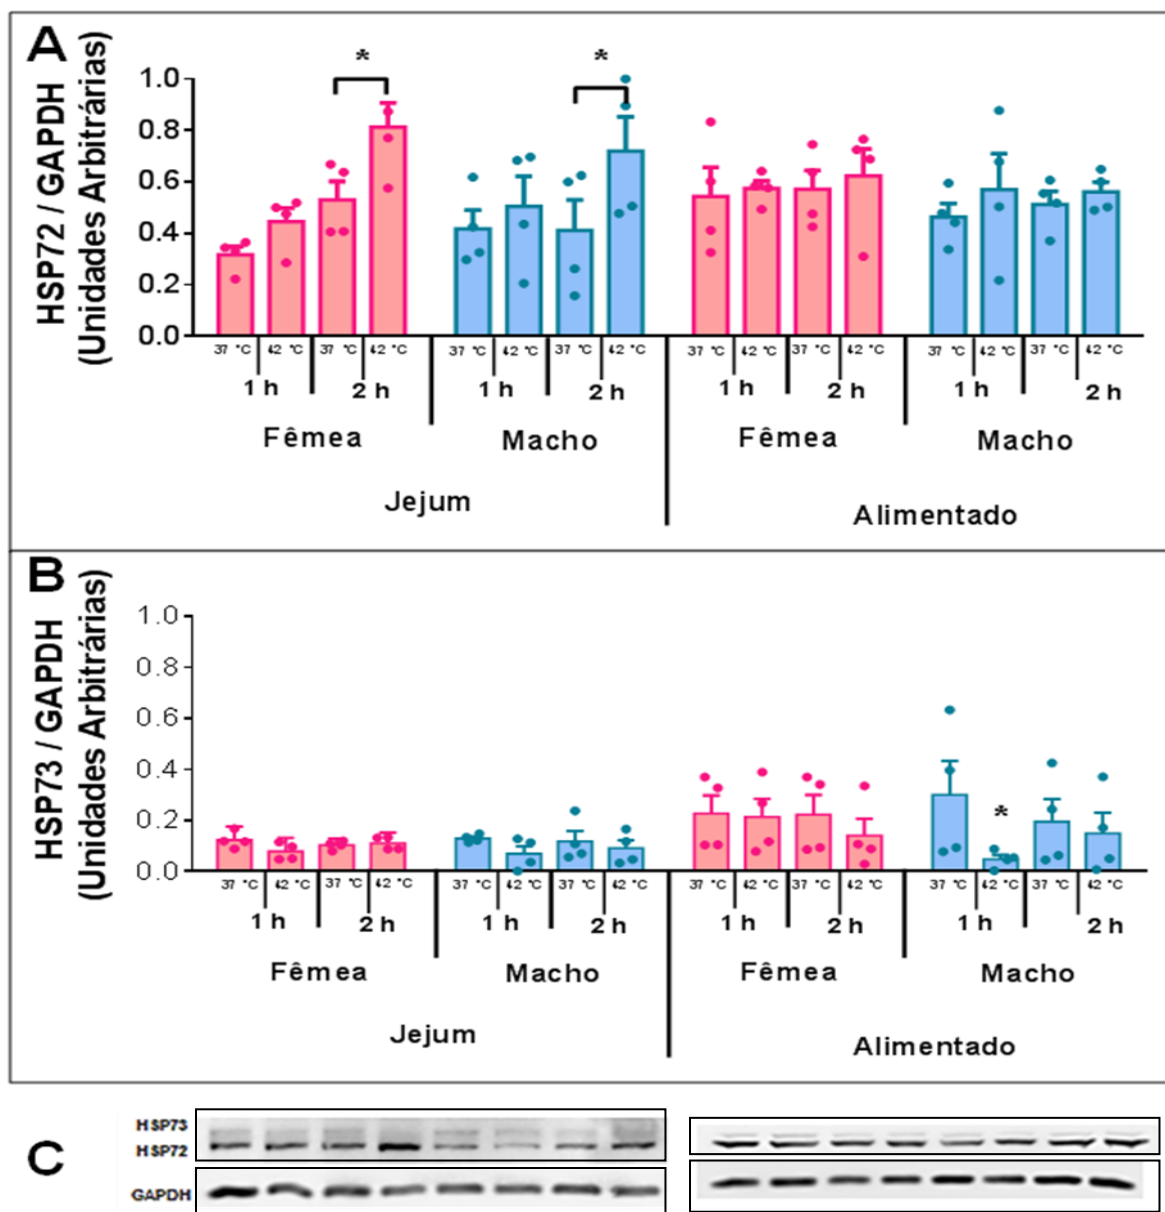 A
HSP72 / GAPDH
(Unidades Arbitrárias)
*
*
1.0
0.8
0.6
0.4
0.2
0.0
37 °C 42 °C 37 °C 42 °C 37 °C 42 °C 37 °C 42 °C 37 °C 42 °C 37 °C 42 °C 37 °C 42 °C 37 °C 42 °C
1 h 2 h 1 h 2 h 1 h 2 h 1 h 2 h
Fêmea Macho Fêmea Macho
Jejum Alimentado
B
HSP73 / GAPDH
(Unidades Arbitrárias)
1.0
0.8
0.6
0.4
0.2
0.0
*
37 °C 42 °C 37 °C 42 °C 37 °C 42 °C 37 °C 42 °C 37 °C 42 °C 37 °C 42 °C 37 °C 42 °C 37 °C 42 °C
1 h 2 h 1 h 2 h 1 h 2 h 1 h 2 h
Fêmea Macho Fêmea Macho
Jejum Alimentado
C
HSP73
HSP72
GAPDH